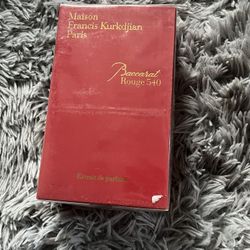 Maison
Francis Kurkdjian
Paris
Baccarat
Rouge 540
Extrait de parfum